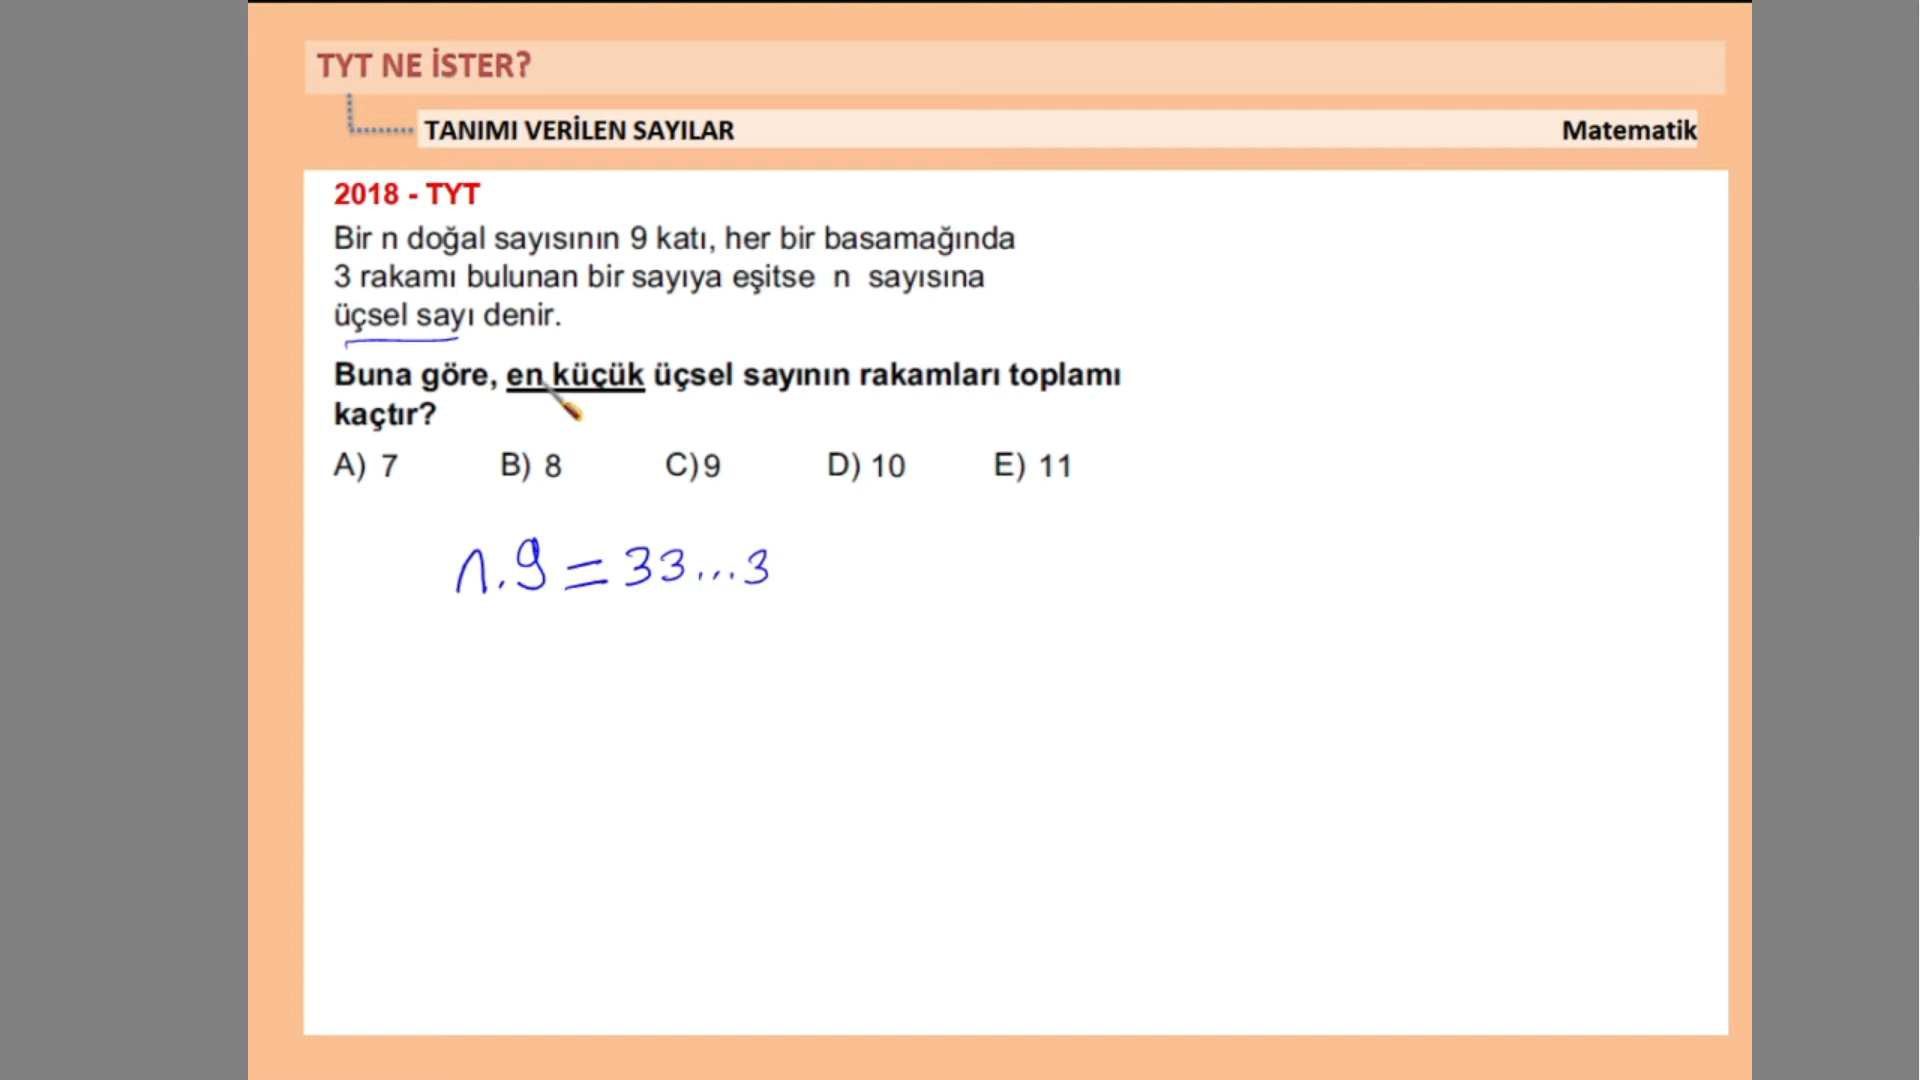 TYT NE İSTER?
TANIMI VERİLEN SAYILAR Matematik
2018 - TYT
Bir n doğal sayısının 9 katı, her bir basamağında
3 rakamı bulunan bir sayıya eşitse n sayısına
üçsel sayı denir.
Buna göre, en küçük üçsel sayının rakamları toplamı
kaçtır?
A) 7 B) 8 C) 9 D) 10 E) 11
n.9=33...3